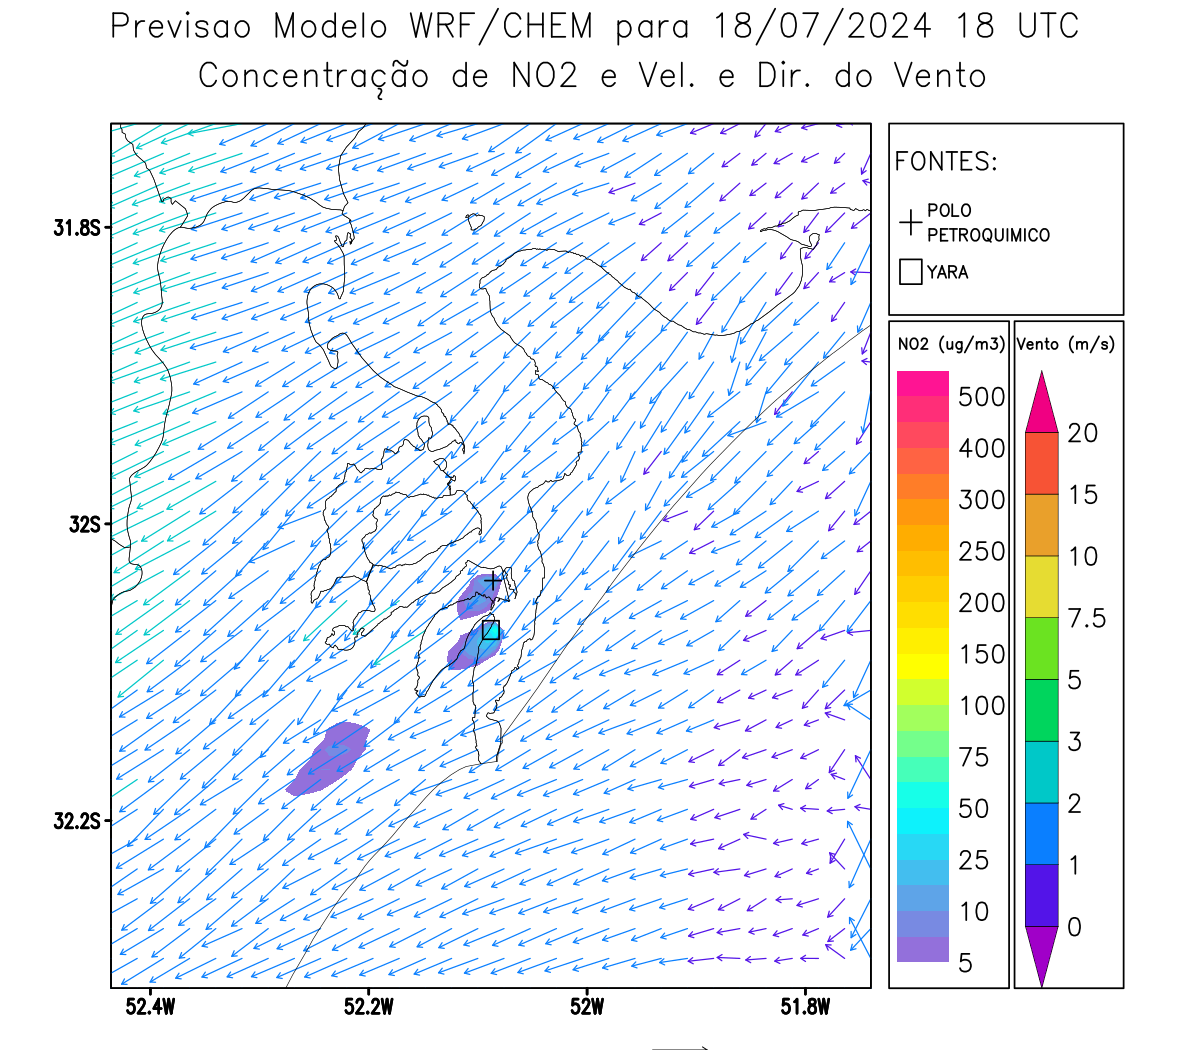 Previsao Modelo WRF/CHEM para 18/07/2024 18 UTC
Concentração de NO2 e Vel. e Dir. do Vento
FONTES:
POLO
PETROQUIMICO
YARA
NO2 (ug/m3)
500
400
300
250
200
150
100
75
50
25
10
5
Vento (m/s)
20
15
10
7.5
5
3
2
1
0
31.8S
32S
32.2S
52.4W
52.2W
52W
51.8W